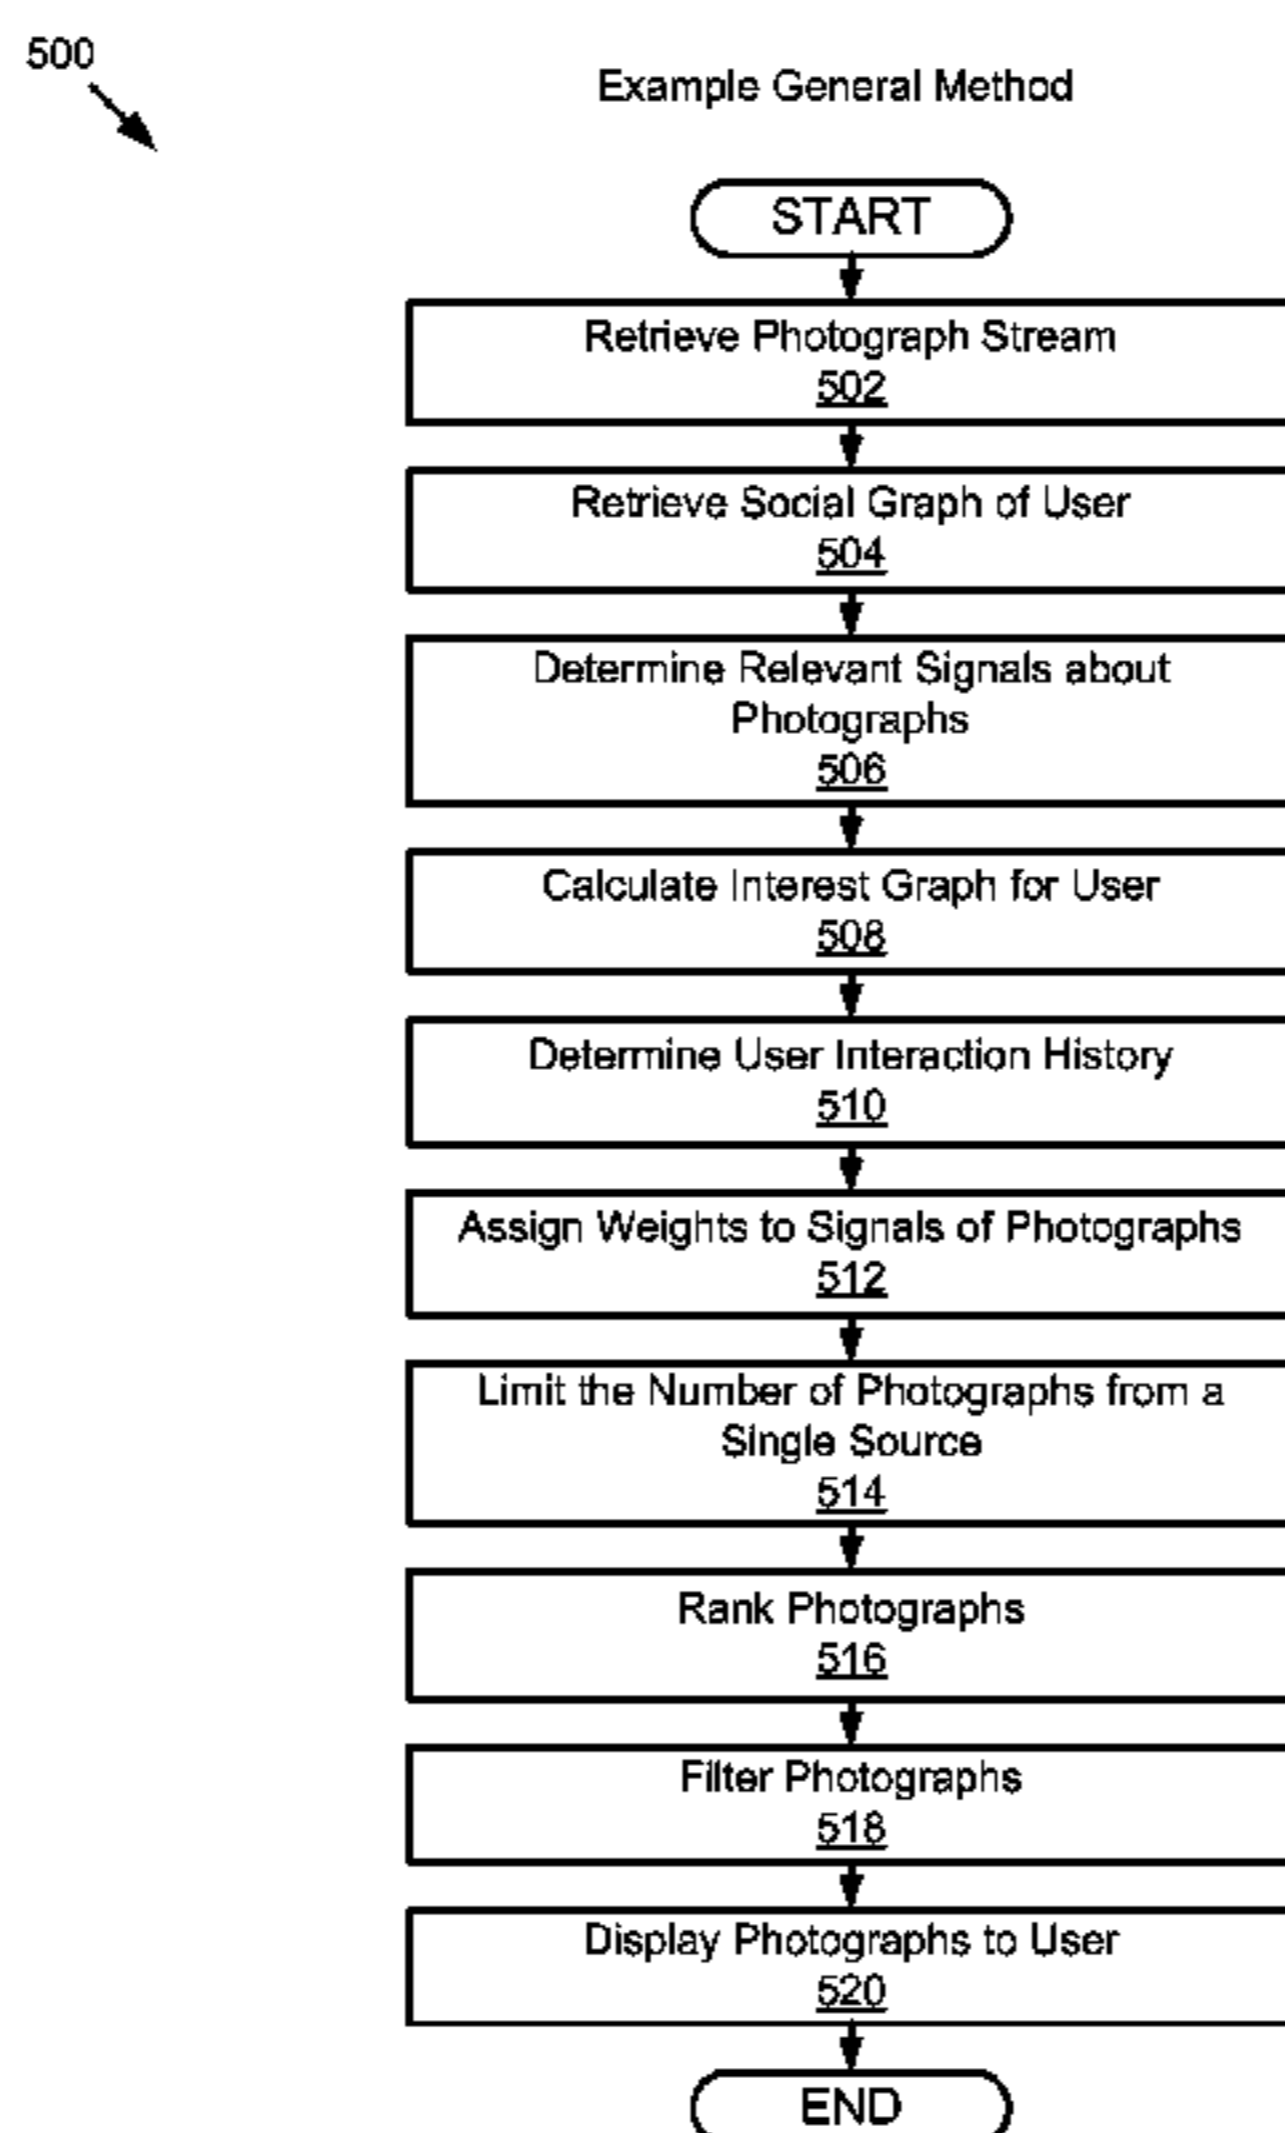 500
Example General Method
START
Retrieve Photograph Stream
502
Retrieve Social Graph of User
504
Determine Relevant Signals about
Photographs
506
Calculate Interest Graph for User
508
Determine User Interaction History
510
Assign Weights to Signals of Photographs
512
Limit the Number of Photographs from a
Single Source
514
Rank Photographs
516
Filter Photographs
518
Display Photographs to User
520
END